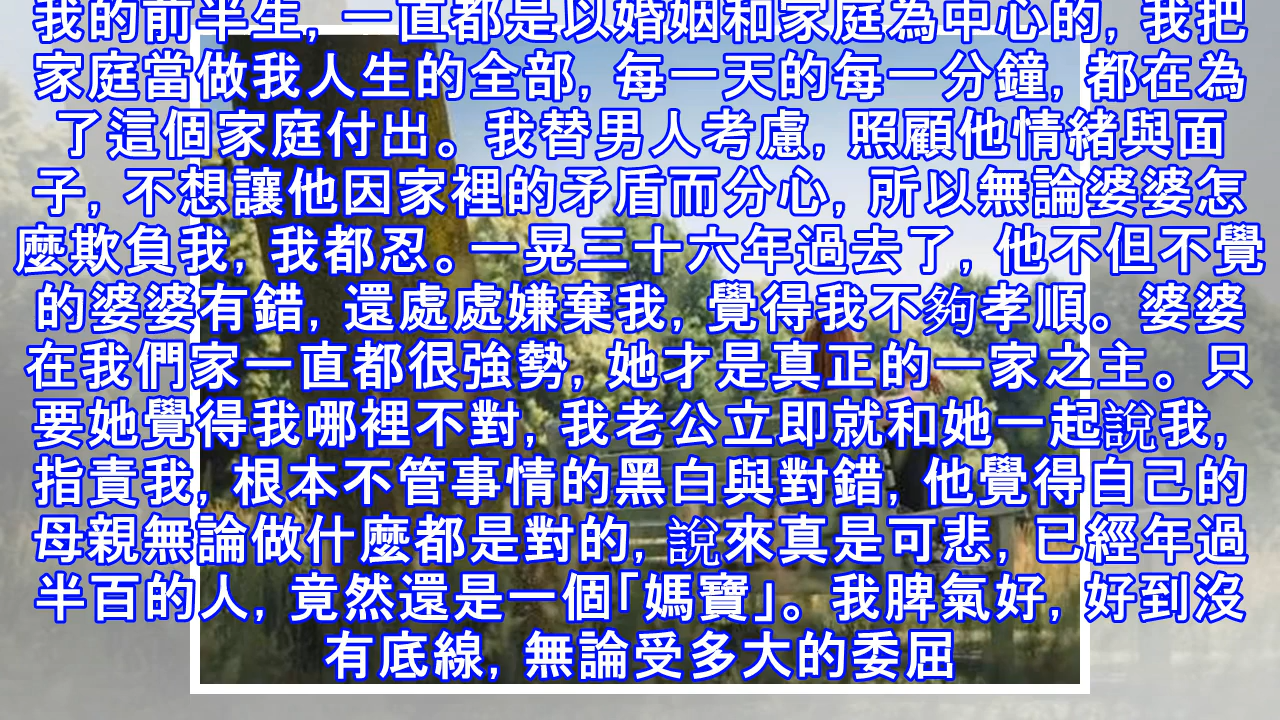 我的前半生, 一直都是以婚姻和家庭為中心的, 我把
家庭當做我人生的全部, 每一天的每一分鐘, 都在為
了這個家庭付出。我替男人考慮, 照顧他情緒與面
子, 不想讓他因家裡的矛盾而分心, 所以無論婆婆怎
麼欺負我, 我都忍。一晃三十六年過去了, 他不但不覺
的婆婆有錯, 還處處嫌棄我, 覺得我不夠孝順。婆婆
在我們家一直都很強勢, 她才是真正的一家之主。只
要她覺得我哪裡不對, 我老公立即就和她一起說我,
指責我, 根本不管事情的黑白與對錯, 他覺得自己的
母親無論做什麼都是對的, 說來真是可悲, 已經年過
半百的人, 竟然還是一個「媽寶」。我脾氣好, 好到沒
有底線, 無論受多大的委屈